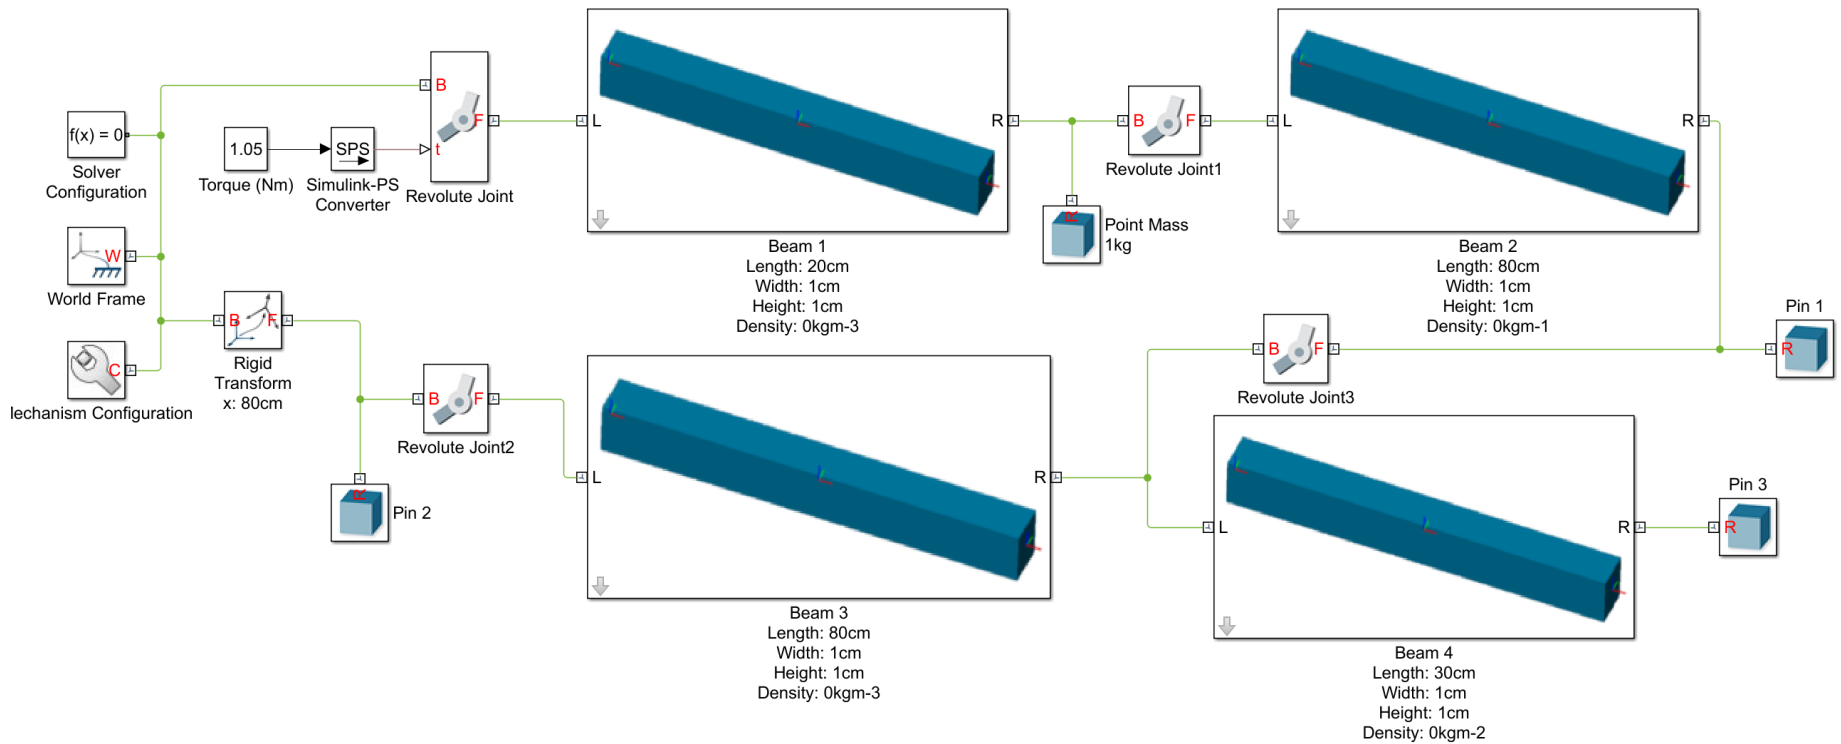 f(x) = 0
Solver
Configuration
1.05
Torque (Nm)
SPS
Simulink-PS
Converter
B
F
t
Revolute Joint
L
R
Beam 1
Length: 20cm
Width: 1cm
Height: 1cm
Density: 0kgm-3
B
F
Revolute Joint1
R
Point Mass
1kg
L
R
Beam 2
Length: 80cm
Width: 1cm
Height: 1cm
Density: 0kgm-1
W
World Frame
C
lechanism Configuration
B
F
Rigid
Transform
x: 80cm
B
F
Revolute Joint2
R
Pin 2
L
R
Beam 3
Length: 80cm
Width: 1cm
Height: 1cm
Density: 0kgm-3
B
F
Revolute Joint3
Pin 1
R
L
R
Beam 4
Length: 30cm
Width: 1cm
Height: 1cm
Density: 0kgm-2
Pin 3
R